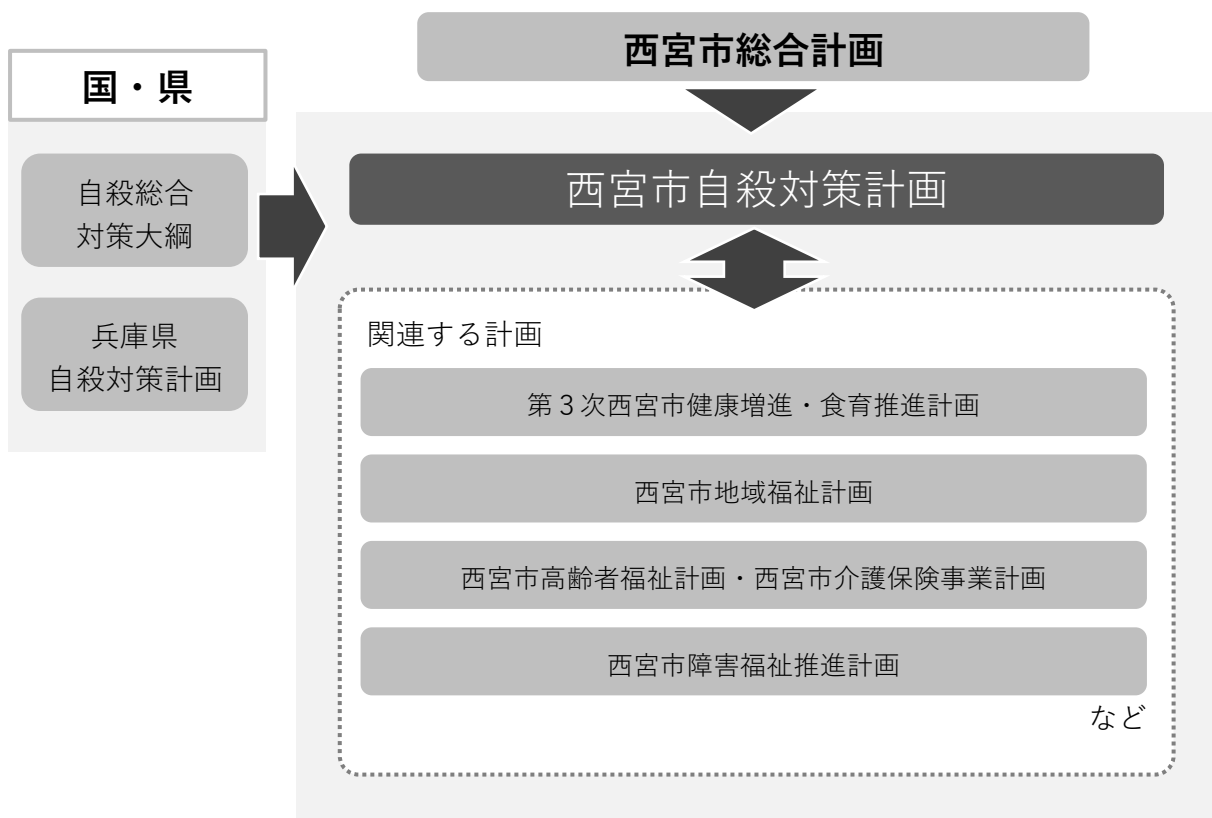 西宮市総合計画
国・県
自殺総合
対策大綱
兵庫県
自殺対策計画
西宮市自殺対策計画
関連する計画
第３次西宮市健康増進・食育推進計画
西宮市地域福祉計画
西宮市高齢者福祉計画・西宮市介護保険事業計画
西宮市障害福祉推進計画
など